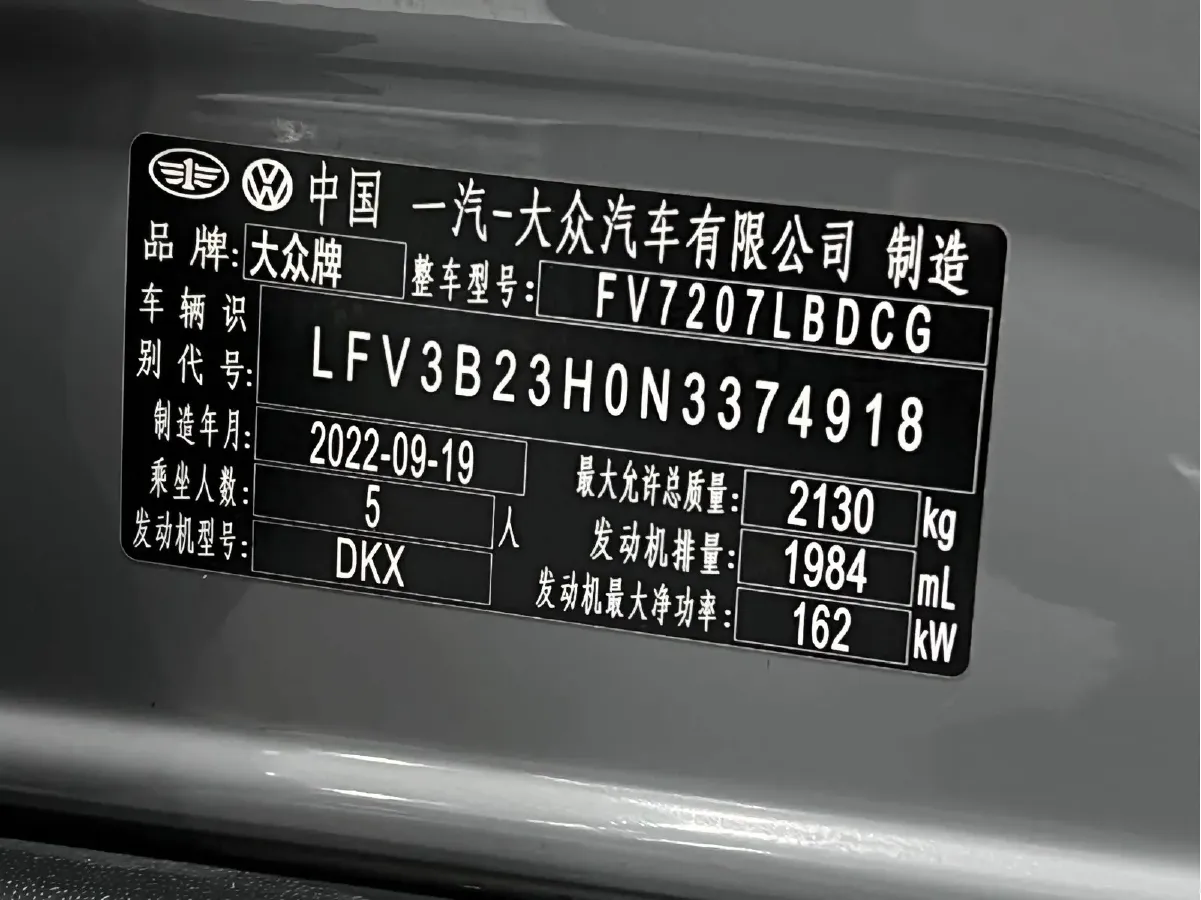 中国 一汽-大众汽车有限公司 制造
品牌: 大众牌 整车型号: FV7207LBDCG
车辆识别代号: LFV3B23H0N3374918
制造年月: 2022-09-19 最大允许总质量: 2130 kg
乘坐人数: 5 人 发动机排量: 1984 mL
发动机型号: DKX 发动机最大净功率: 162 kW